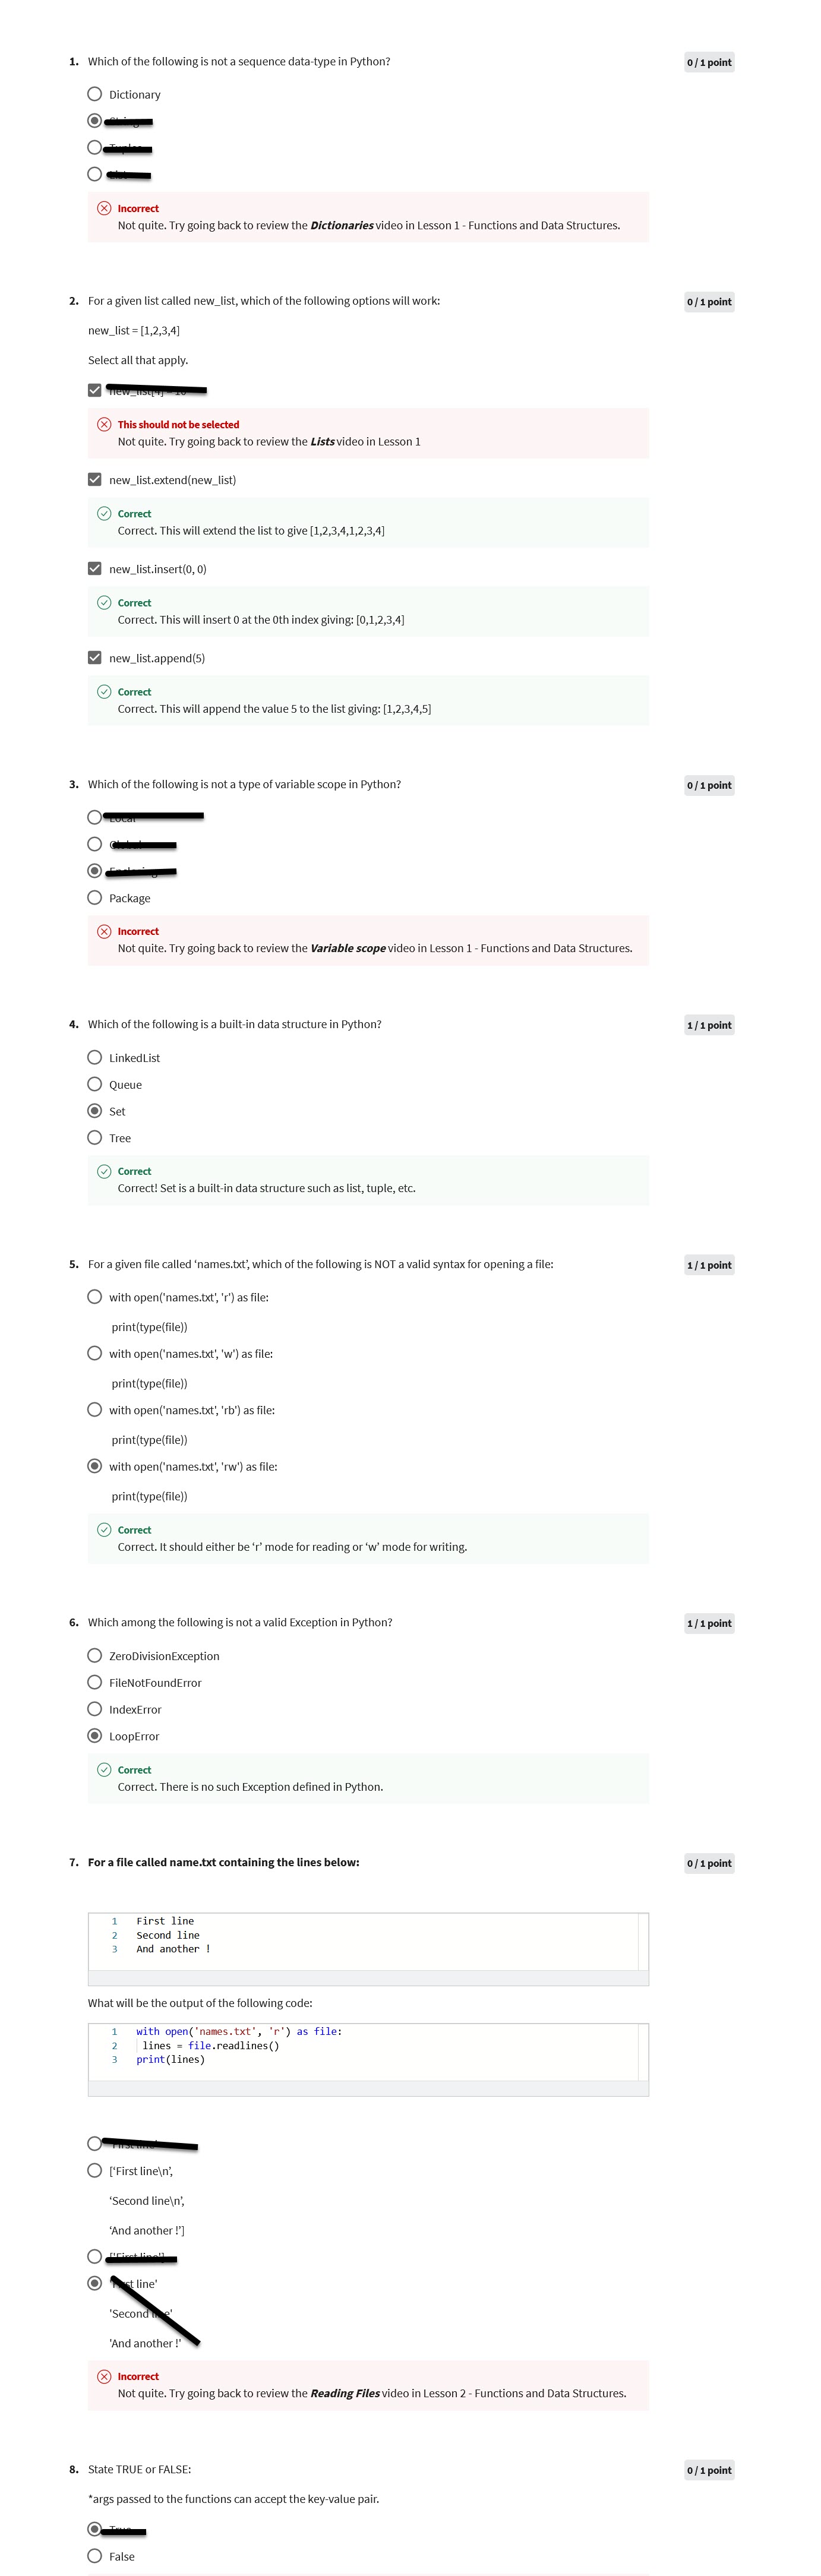 1. Which of the following is not a sequence data-type in Python?
0 / 1 point
Dictionary
Incorrect
Not quite. Try going back to review the Dictionaries video in Lesson 1 - Functions and Data Structures.
2. For a given list called new_list, which of the following options will work:
0 / 1 point
new_list = [1,2,3,4]
Select all that apply.
This should not be selected
Not quite. Try going back to review the Lists video in Lesson 1
new_list.extend(new_list)
Correct
Correct. This will extend the list to give [1,2,3,4,1,2,3,4]
new_list.insert(0, 0)
Correct
Correct. This will insert 0 at the 0th index giving: [0,1,2,3,4]
new_list.append(5)
Correct
Correct. This will append the value 5 to the list giving: [1,2,3,4,5]
3. Which of the following is not a type of variable scope in Python?
0 / 1 point
Package
Incorrect
Not quite. Try going back to review the Variable scope video in Lesson 1 - Functions and Data Structures.
4. Which of the following is a built-in data structure in Python?
1 / 1 point
LinkedList
Queue
Set
Tree
Correct
Correct! Set is a built-in data structure such as list, tuple, etc.
5. For a given file called ‘names.txt’, which of the following is NOT a valid syntax for opening a file:
1 / 1 point
with open('names.txt', 'r') as file:
print(type(file))
with open('names.txt', 'w') as file:
print(type(file))
with open('names.txt', 'rb') as file:
print(type(file))
with open('names.txt', 'rw') as file:
print(type(file))
Correct
Correct. It should either be ‘r’ mode for reading or ‘w’ mode for writing.
6. Which among the following is not a valid Exception in Python?
1 / 1 point
ZeroDivisionException
FileNotFoundError
IndexError
LoopError
Correct
Correct. There is no such Exception defined in Python.
7. For a file called name.txt containing the lines below:
0 / 1 point
1 First line
2 Second line
3 And another !
What will be the output of the following code:
1 with open('names.txt', 'r') as file:
2 lines = file.readlines()
3 print(lines)
[‘First line\n’,
‘Second line\n’,
‘And another !’]
line'
'Second
'And another !'
Incorrect
Not quite. Try going back to review the Reading Files video in Lesson 2 - Functions and Data Structures.
8. State TRUE or FALSE:
0 / 1 point
*args passed to the functions can accept the key-value pair.
False